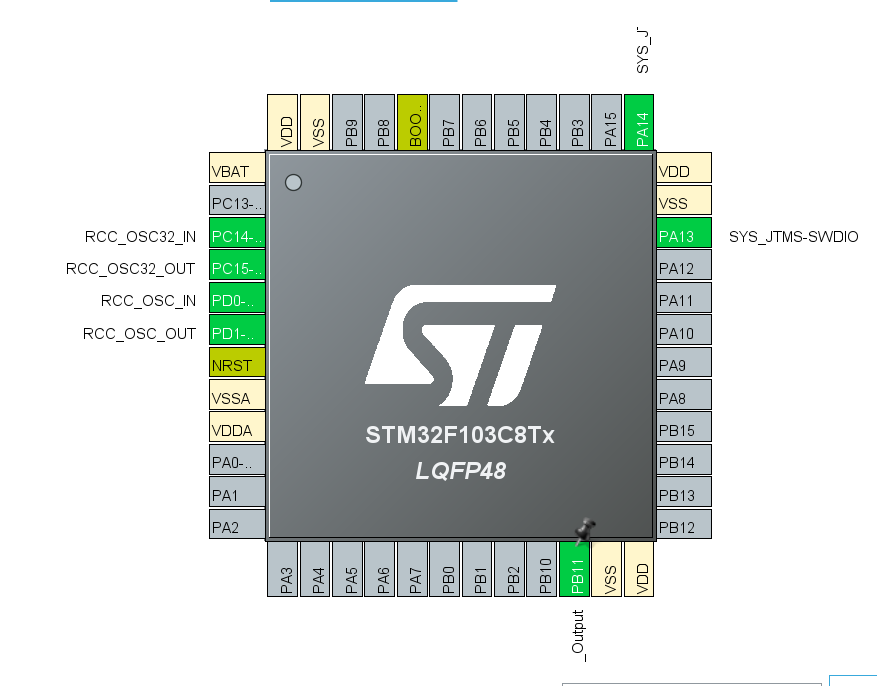 SYS_J
VDD
VSS
PB9
PB8
BOO..
PB7
PB6
PB5
PB4
PB3
PA15
PA14
VBAT
PC13-..
RCC_OSC32_IN
PC14-..
RCC_OSC32_OUT
PC15-..
RCC_OSC_IN
PD0-..
RCC_OSC_OUT
PD1-..
NRST
VSSA
VDDA
PA0-..
PA1
PA2
VDD
VSS
PA13
SYS_JTMS-SWDIO
PA12
PA11
PA10
PA9
PA8
PB15
PB14
PB13
PB12
ST
STM32F103C8Tx
LQFP48
PA3
PA4
PA5
PA6
PA7
PB0
PB1
PB2
PB10
PB11
VSS
VDD
_Output